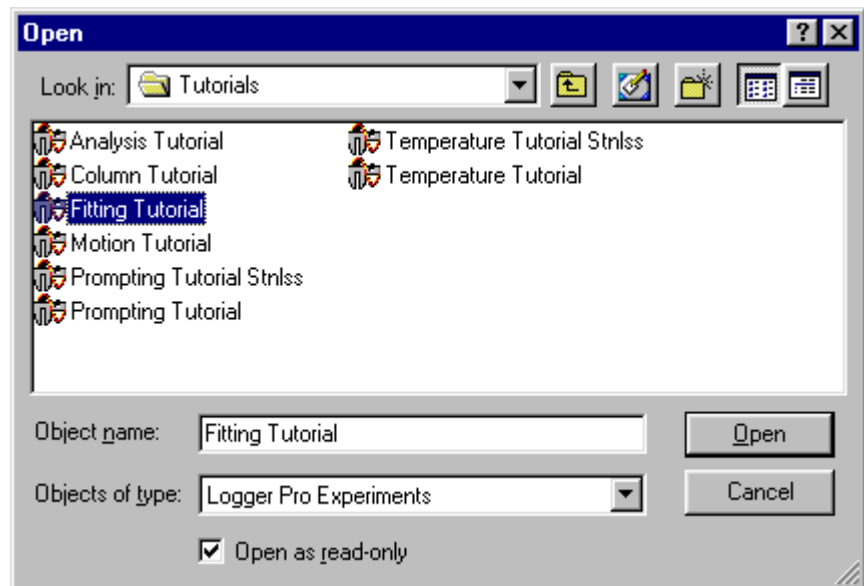 Open
Look in: Tutorials
Analysis Tutorial
Column Tutorial
Fitting Tutorial
Motion Tutorial
Prompting Tutorial Stnlss
Prompting Tutorial
Temperature Tutorial Stnlss
Temperature Tutorial
Object name: Fitting Tutorial
Open
Objects of type: Logger Pro Experiments
Cancel
Open as read-only